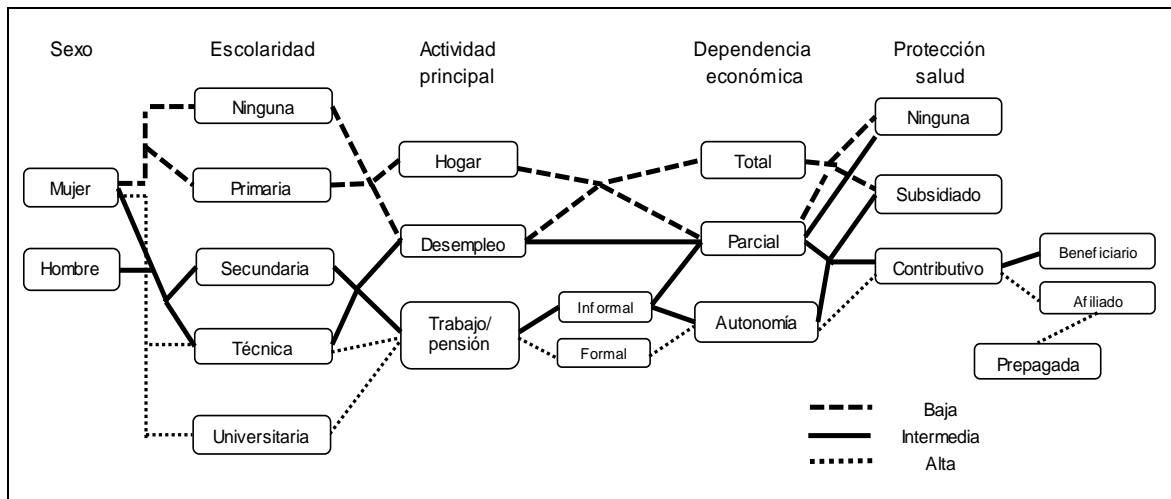 Sexo
Escolaridad
Actividad
principal
Dependencia
económica
Protección
salud
Ninguna
Ninguna
Hogar
Total
Mujer
Primaria
Subsidiado
Desempleo
Parcial
Hombre
Secundaria
Contributivo
Beneficiario
Informal
Afiliado
Trabajo/
pensión
Autonomía
Técnica
Formal
Prepagada
Universitaria
Baja
Intermedia
Alta